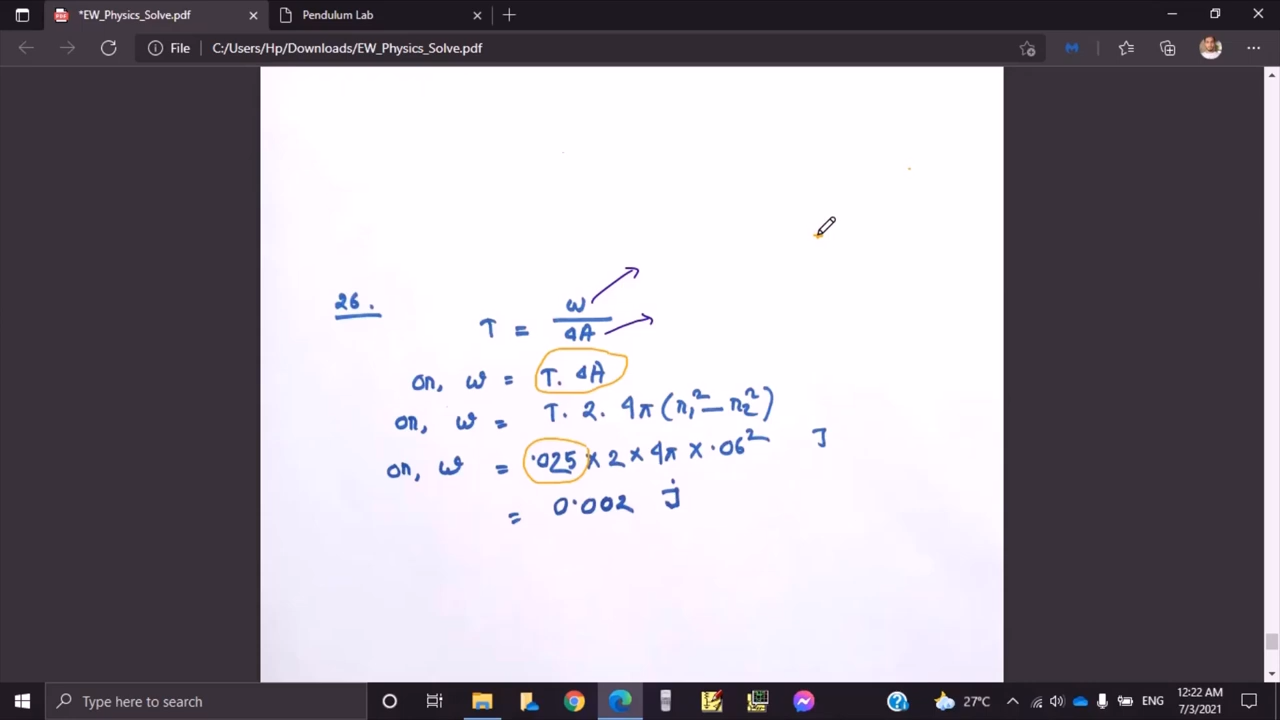 *EW_Physics_Solve.pdf
Pendulum Lab
File
C:/Users/Hp/Downloads/EW_Physics_Solve.pdf
26.
T = W / ΔA
or, W = T. ΔA
or, W = T. 2. 4π(r₁² – r₂²)
or, W = .025 × 2 × 4π × .06² J
= 0.002 J
Type here to search
27°C
ENG
12:22 AM
7/3/2021